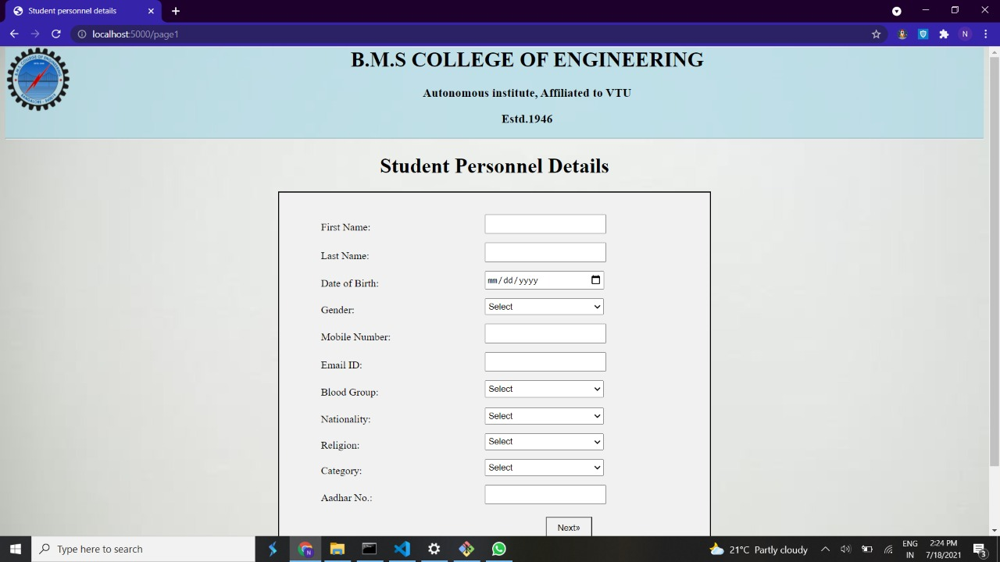 Student personnel details
localhost:5000/page1
N
B.M.S COLLEGE OF ENGINEERING
Autonomous institute, Affiliated to VTU
Estd.1946
Student Personnel Details
First Name:
Last Name:
Date of Birth: mm/dd/yyyy
Gender: Select
Mobile Number:
Email ID:
Blood Group: Select
Nationality: Select
Religion: Select
Category: Select
Aadhar No.:
Next»
Type here to search
N
21°C Partly cloudy
ENG
IN
2:24 PM
7/18/2021
3